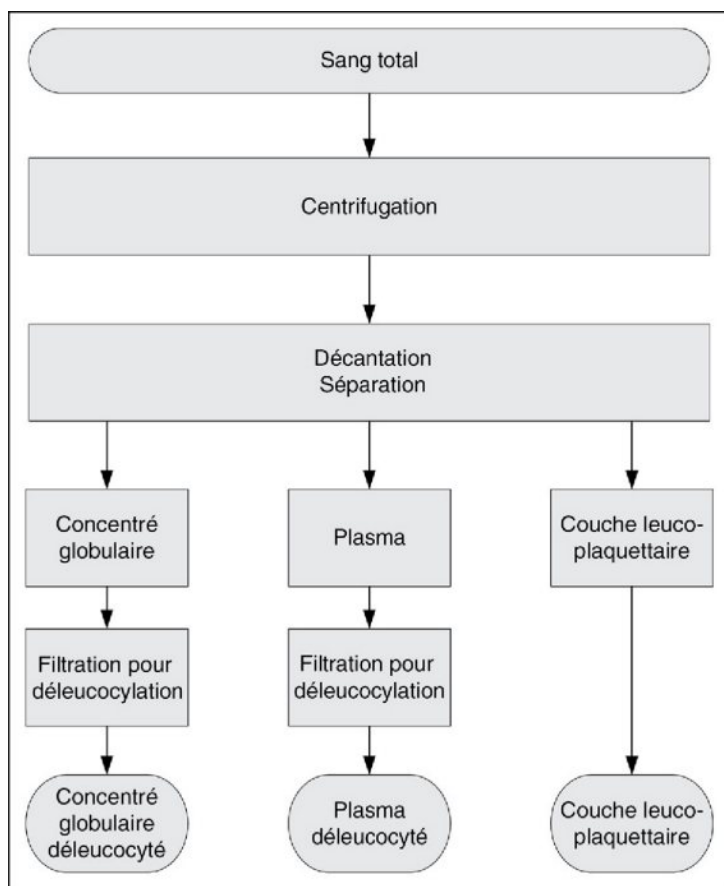 Sang total
Centrifugation
Décantation
Séparation
Concentré
globulaire
Plasma
Couche leuco-
plaquettaire
Filtration pour
déleucocylation
Filtration pour
déleucocylation
Concentré
globulaire
déleucocyté
Plasma
déleucocyté
Couche leuco-
plaquettaire